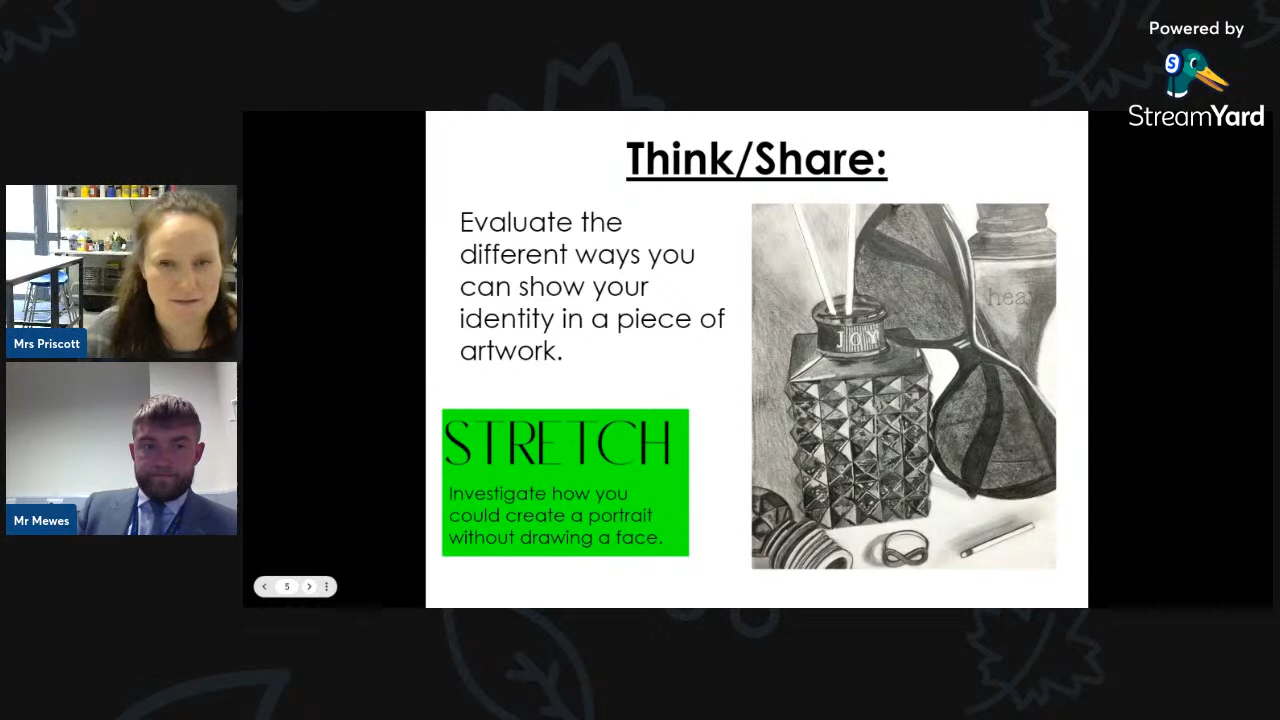 Powered by
StreamYard
Think/Share:
Evaluate the
different ways you
can show your
identity in a piece of
artwork.
STRETCH
Investigate how you
could create a portrait
without drawing a face.
JOY
Mrs Priscott
Mr Mewes
5
S